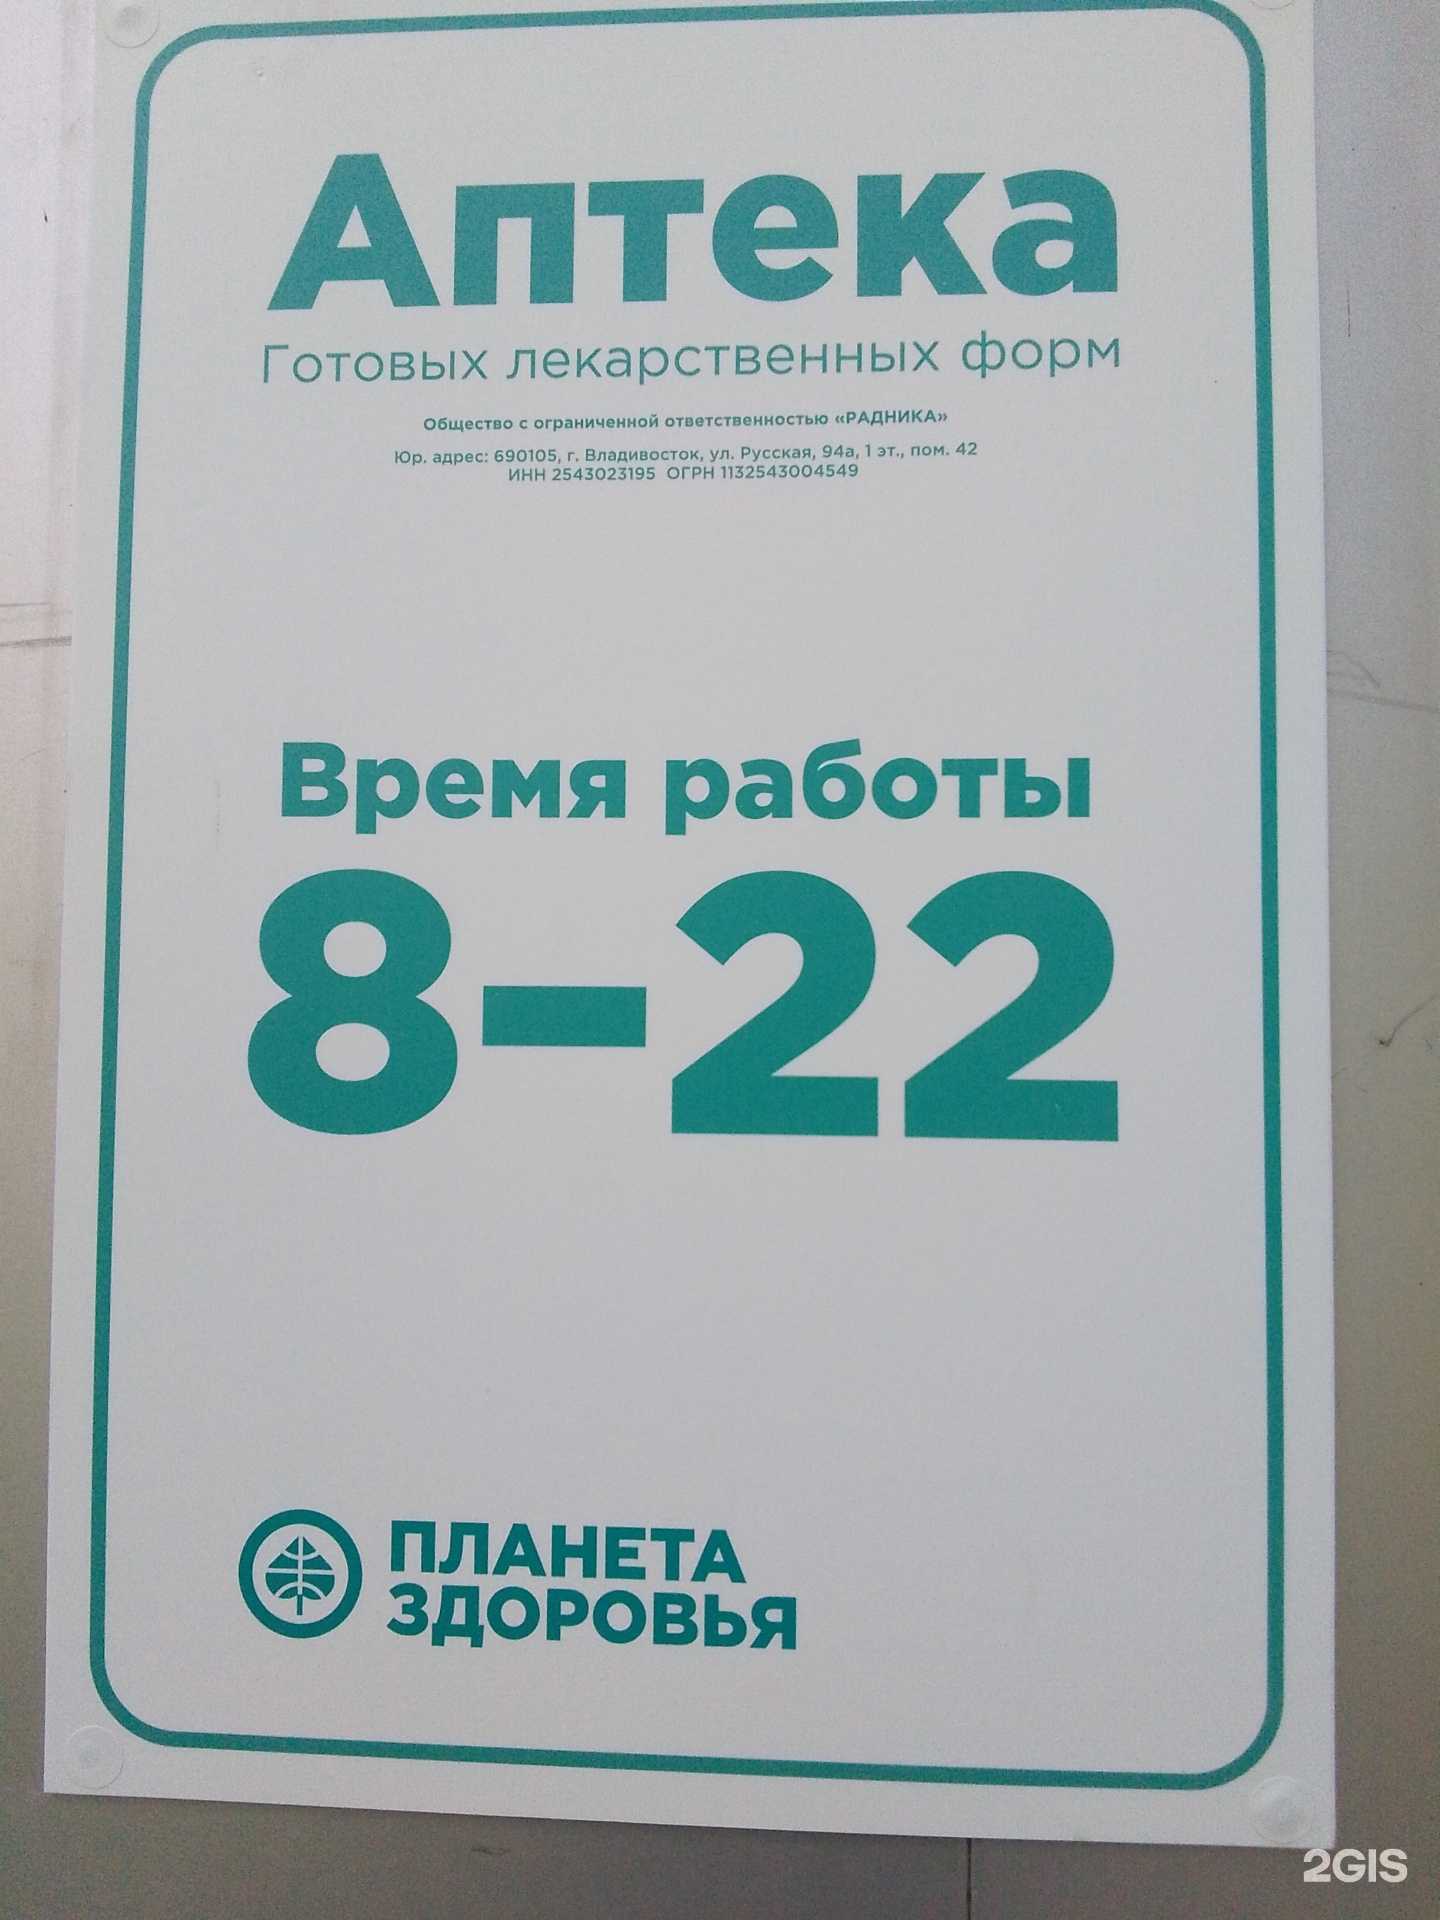 Аптека
Готовых лекарственных форм
Общество с ограниченной ответственностью «РАДНИКА»
Юр. адрес: 690105, г. Владивосток, ул. Русская, 94а, 1 эт., пом. 42
ИНН 2543023195 ОГРН 1132543004549
Время работы
8–22
ПЛАНЕТА
ЗДОРОВЬЯ
2GIS